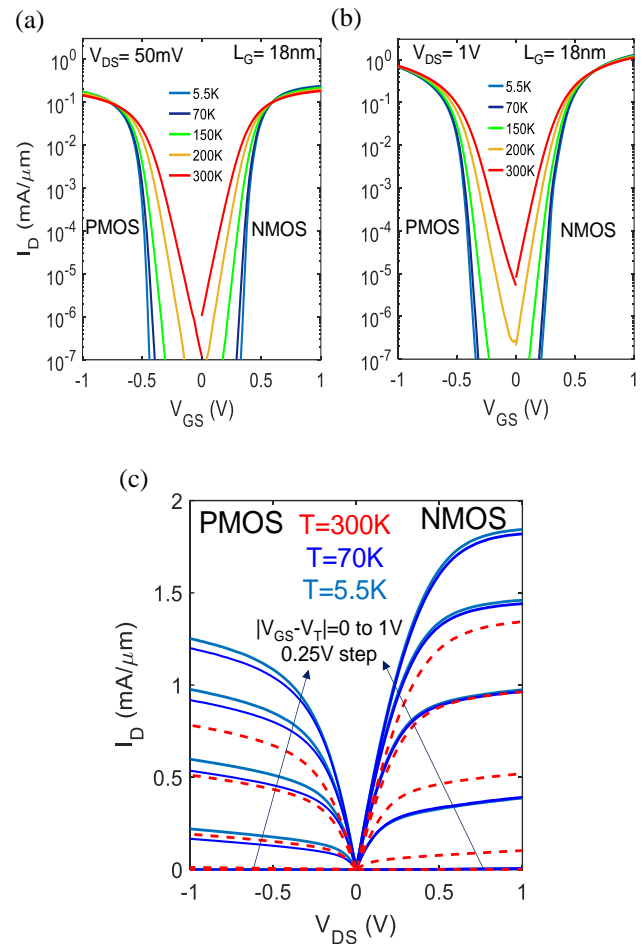 (a)
V_DS= 50mV L_G= 18nm
10^0
10^-1
10^-2
10^-3
10^-4
10^-5
10^-6
10^-7
5.5K
70K
150K
200K
300K
PMOS NMOS
I_D (mA/μm)
-1 -0.5 0 0.5 1
V_GS (V)
(b)
V_DS= 1V L_G= 18nm
10^0
10^-1
10^-2
10^-3
10^-4
10^-5
10^-6
10^-7
5.5K
70K
150K
200K
300K
PMOS NMOS
-1 -0.5 0 0.5 1
V_GS (V)
(c)
PMOS NMOS
T=300K
T=70K
T=5.5K
|V_GS-V_T|=0 to 1V
0.25V step
2
1.5
1
0.5
0
I_D (mA/μm)
-1 -0.5 0 0.5 1
V_DS (V)